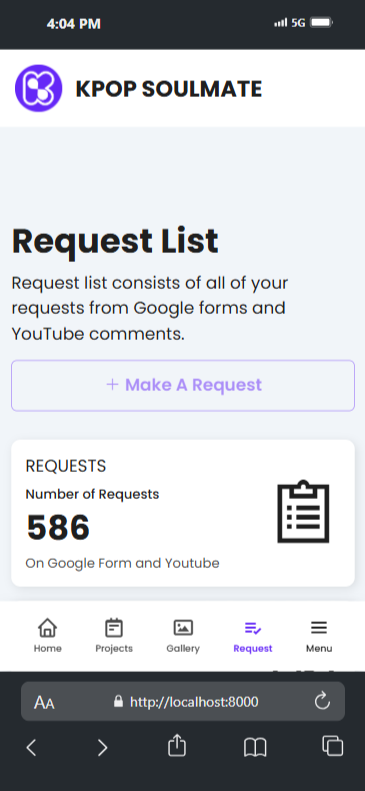 4:04 PM
5G
KPOP SOULMATE
Request List
Request list consists of all of your
requests from Google forms and
YouTube comments.
+ Make A Request
REQUESTS
Number of Requests
586
On Google Form and Youtube
Home Projects Gallery Request Menu
AA http://localhost:8000